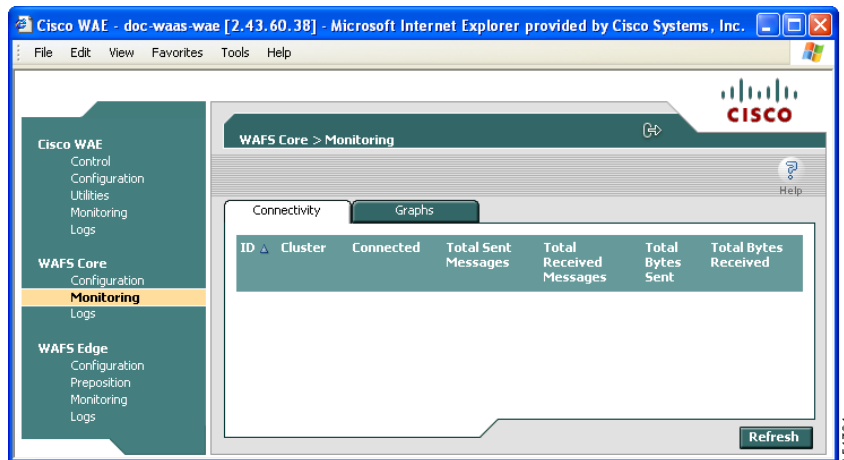 Cisco WAE - doc-waas-wae [2.43.60.38] - Microsoft Internet Explorer provided by Cisco Systems, Inc.
File Edit View Favorites Tools Help
CISCO
WAFS Core > Monitoring
Help
Cisco WAE
Control
Configuration
Utilities
Monitoring
Logs
WAFS Core
Configuration
Monitoring
Logs
WAFS Edge
Configuration
Preposition
Monitoring
Logs
Connectivity Graphs
ID Cluster Connected Total Sent Messages Total Received Messages Total Bytes Sent Total Bytes Received
Refresh